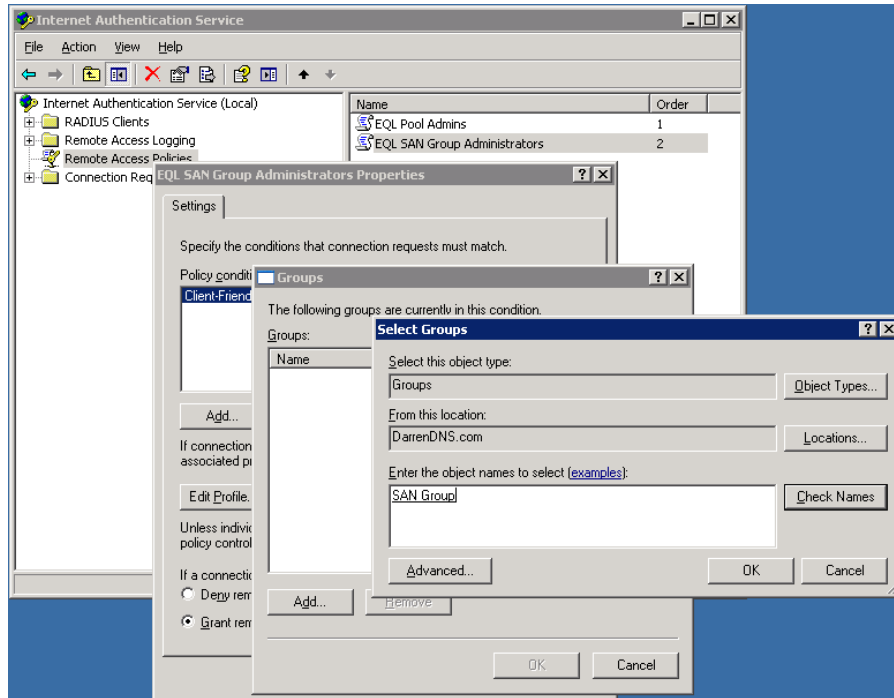 Internet Authentication Service
File Action View Help
Internet Authentication Service (Local)
RADIUS Clients
Remote Access Logging
Remote Access Policies
Connection Req
Name Order
EQL Pool Admins 1
EQL SAN Group Administrators 2
EQL SAN Group Administrators Properties
Settings
Specify the conditions that connection requests must match.
Policy conditi
Client-Friend
Add...
If connection
associated
Edit Profile.
Unless
policy control
If a connectio
Deny rem
Grant rem
Groups
The following groups are currently in this condition.
Groups:
Name
Add... Remove
OK Cancel
Select Groups
Select this object type:
Groups
Object Types...
From this location:
DarrenDNS.com
Locations...
Enter the object names to select (examples):
SAN Group
Check Names
Advanced...
OK Cancel